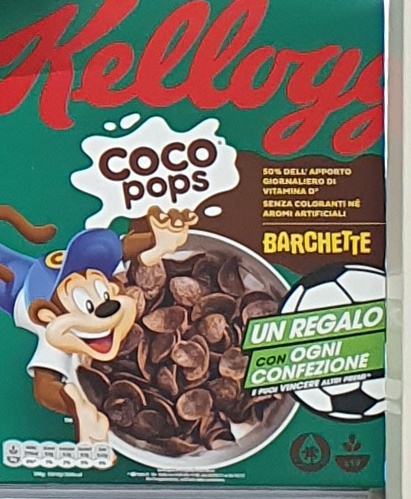 Kellogg
COCO
pops
50% DELL'APPORTO
GIORNALIERO DI
VITAMINA D*
SENZA COLORANTI NÉ
AROMI ARTIFICIALI
BARCHETTE
UN REGALO
CON OGNI
CONFEZIONE
E PUOI VINCERE ALTRI PREMI*